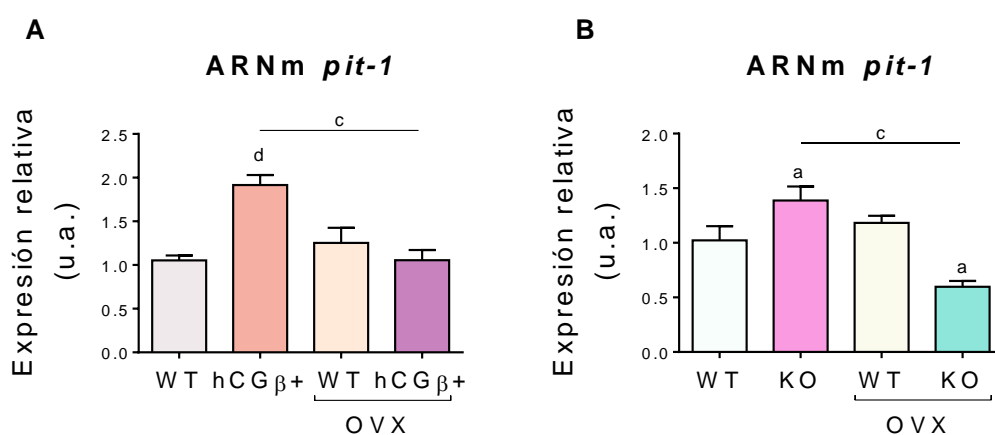 A
ARNm pit-1
Expresión relativa
(u.a.)
2.5
2.0
1.5
1.0
0.5
0.0
c
d
WT hCGβ+ WT hCGβ+
OVX
B
ARNm pit-1
Expresión relativa
(u.a.)
2.0
1.5
1.0
0.5
0.0
c
a
a
WT KO WT KO
OVX